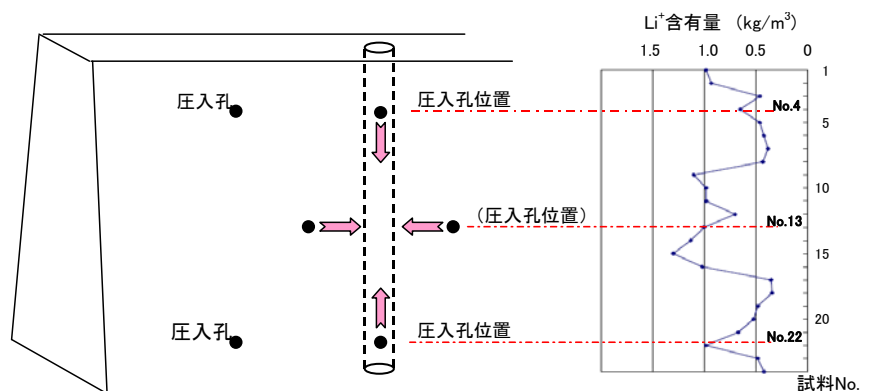 Li⁺含有量 (kg/m³)
1.5 1.0 0.5 0
圧入孔
圧入孔位置
No.4
(圧入孔位置)
No.13
圧入孔
圧入孔位置
No.22
1
5
10
15
20
試料No.